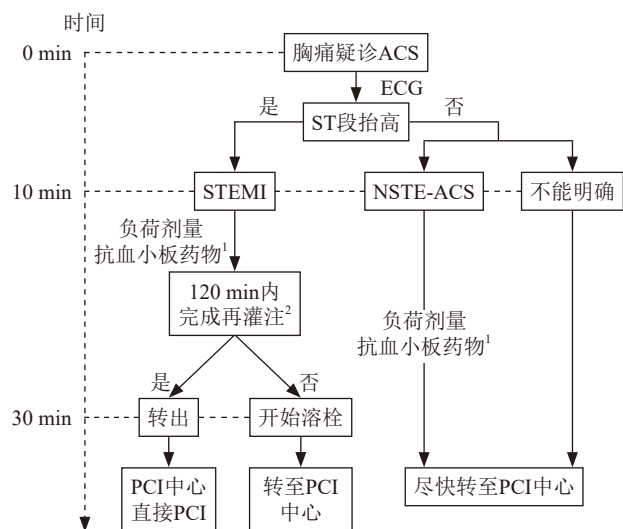 时间
0 min
胸痛疑诊ACS
ECG
是
ST段抬高
否
10 min
STEMI
NSTE-ACS
不能明确
负荷剂量
抗血小板药物1
120 min内
完成再灌注2
负荷剂量
抗血小板药物1
是
否
30 min
转出
开始溶栓
PCI中心
直接PCI
转至PCI
中心
尽快转至PCI中心